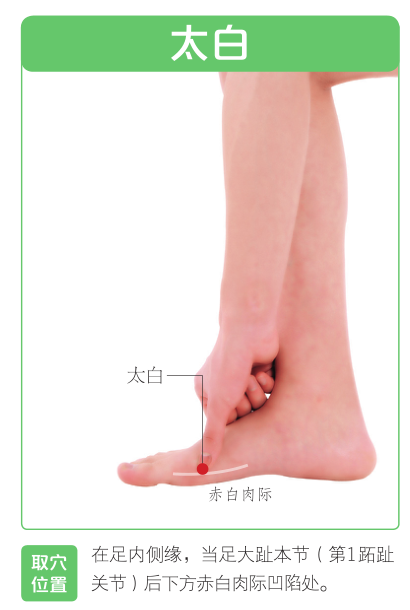 太白
太白
赤白肉际
取穴
位置
在足内侧缘，当足大趾本节（第1跖趾
关节）后下方赤白肉际凹陷处。